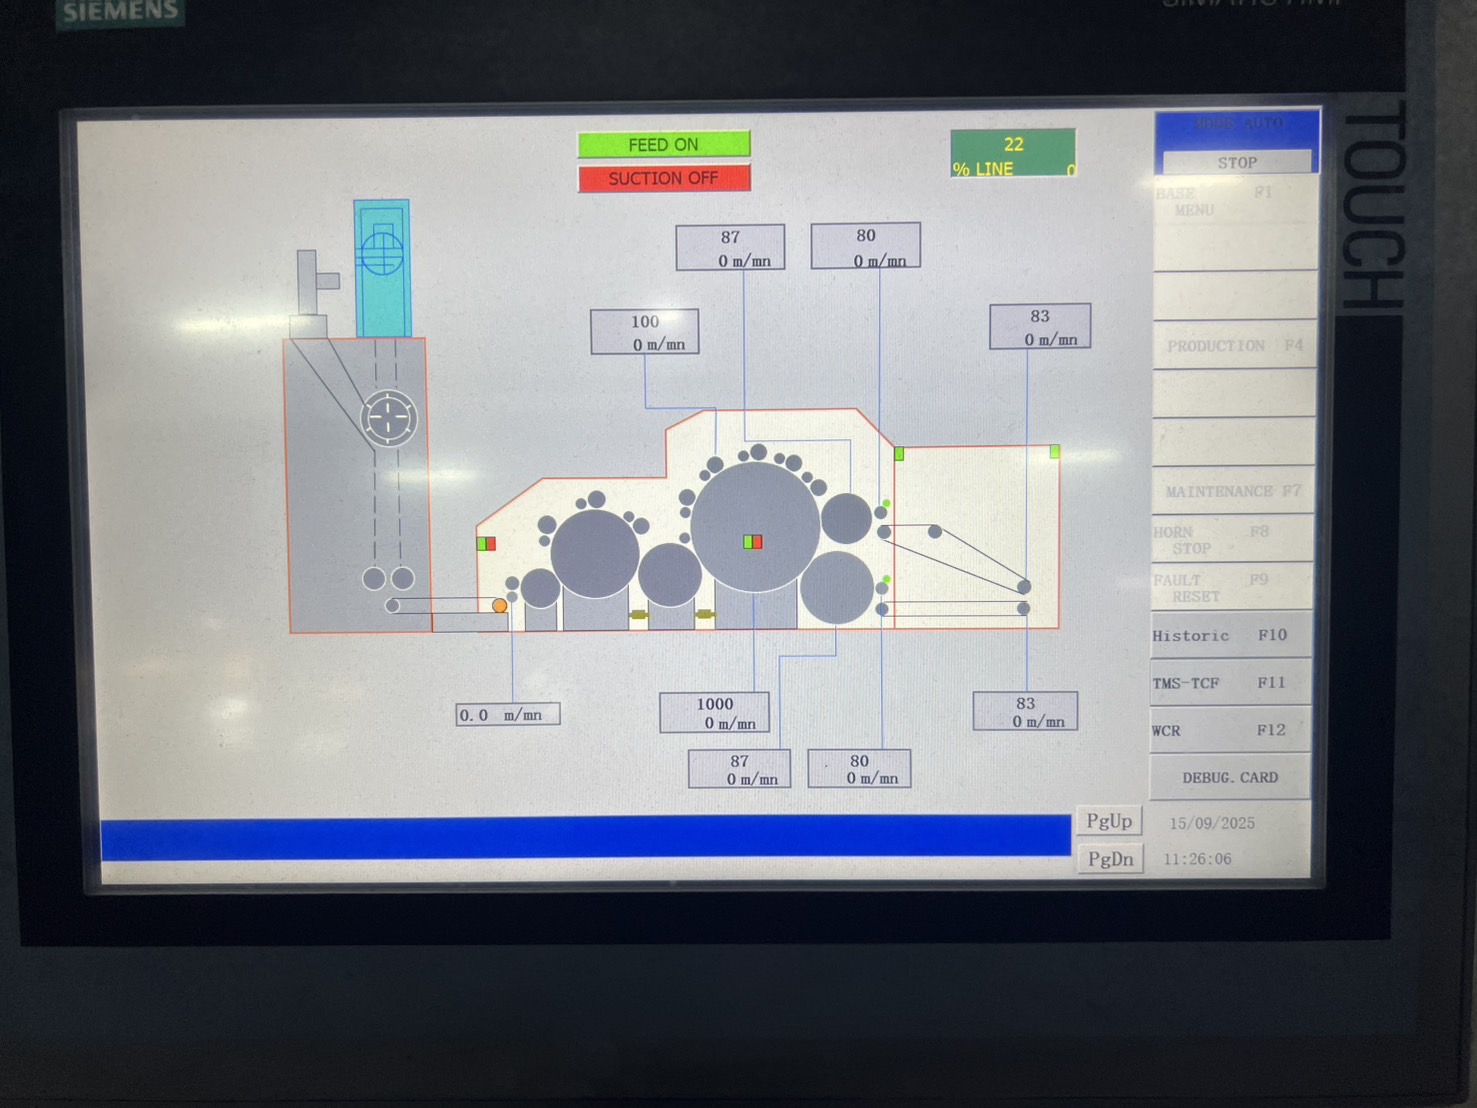 SIEMENS
SIMATIC HMI
TOUCH
FEED ON
SUCTION OFF
22
% LINE 0
MODE AUTO
STOP
BASE F1
MENU
PRODUCTION F4
MAINTENANCE F7
HORN F8
STOP
FAULT F9
RESET
Historic F10
TMS-TCF F11
WCR F12
DEBUG.CARD
87
0 m/mn
80
0 m/mn
100
0 m/mn
83
0 m/mn
0.0 m/mn
1000
0 m/mn
83
0 m/mn
87
0 m/mn
80
0 m/mn
PgUp
15/09/2025
PgDn
11:26:06